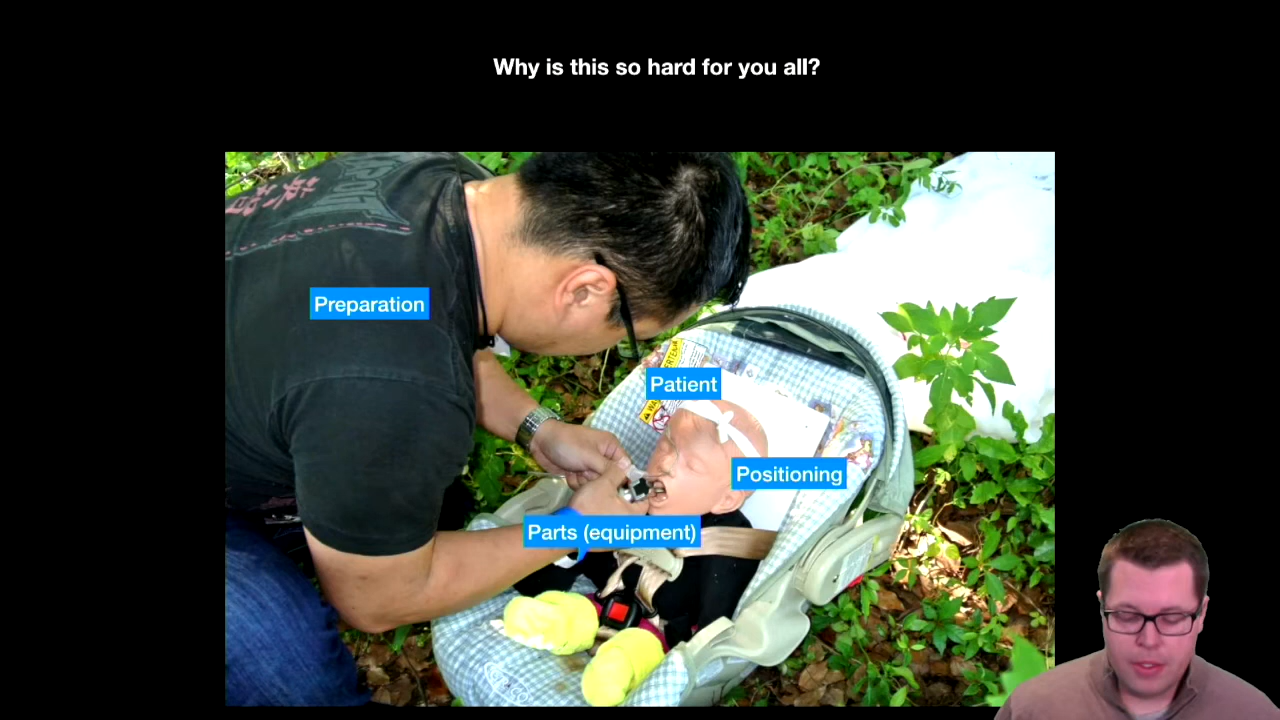 Why is this so hard for you all?
Preparation
Patient
Positioning
Parts (equipment)